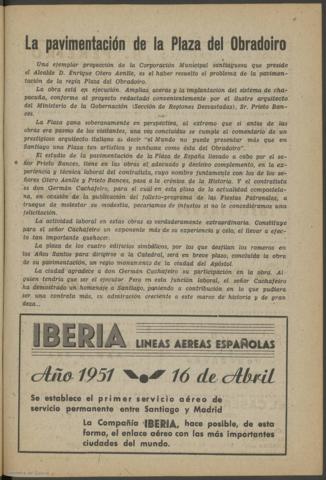 La pavimentación de la Plaza del Obradoiro
Una ejemplar proyección de la Corporación Municipal santiaguesa que preside
el Alcalde D. Enrique Otero Aenlle, es el haber resuelto el problema de la pavimen-
tación de la regia Plaza del Obradoiro.
La obra está en ejecución. Amplias aceras y la implantación del sistema de cha-
pacuña, conforme al proyecto redactado conscientemente por el ilustre arquitecto
del Ministerio de la Gobernación (Sección de Regiones Devastadas), Sr. Prieto Ban-
ces.
La Plaza gana soberanamente en perspectiva, al extremo que si antes de las
obras era pasmo de los visitantes, una vez concluídas se cumple el comentario de un
prestigioso arquitecto italiano a decir "el Mundo no puede presentar más que en
Santiago una Plaza tan artística y suntuosa como ésta del Obradoiro".
El estudio de la pavimentación de la Plaza de España llevado a cabo por el se-
ñor Prieto Bances, tiene en las obras el adecuado y decisivo complemento, en la ex-
periencia y técnica laboral del contratista, cuyo nombre juntamente con los de los se-
ñores Otero Aenlle y Prieto Bances, pasa a la crónica de la Historia. Y el contratista
es don Germán Cachafeiro, para el cuál en esta plana de la actualidad compostela-
na, en ocasión de la publicación del folleto-programa de las Fiestas Patronales, a
trueque de molestar su modestia, pecaríamos de injustos si no le concediéramos una
felicitación.
La actividad laboral en estas obras es verdaderamente extraordinaria. Constituye
para el señor Cachafeiro un exponente más de su experiencia y celo, el llevar a efec-
to tan importante quehacer.
La plaza de los cuatro edificios simbólicos, por la que desfilan los romeros en
los Años Santos para dirigirse a la Catedral, será en breve plazo, concluída la obra
de su pavimentación, un regio monumento de la ciudad del Apóstol.
La ciudad agradece a don Germán Cachafeiro su participación en la obra. Al-
guien tendría que ser el ejecutor Pero en esta función laboral, el señor Cachafeiro
ha demostrado un homenaje a Santiago, poniendo a contribución en lo que pudiera
ser una contrata más, su admiración creciente a este marco de historia y de gran-
deza...
IBERIA LINEAS AEREAS ESPAÑOLAS
Año 1951 16 de Abril
Se establece el primer servicio aéreo de
servicio permanente entre Santiago y Madrid
La Compañía IBERIA, hace posible, de esta
forma, el enlace aéreo con las más importantes
ciudades del mundo.